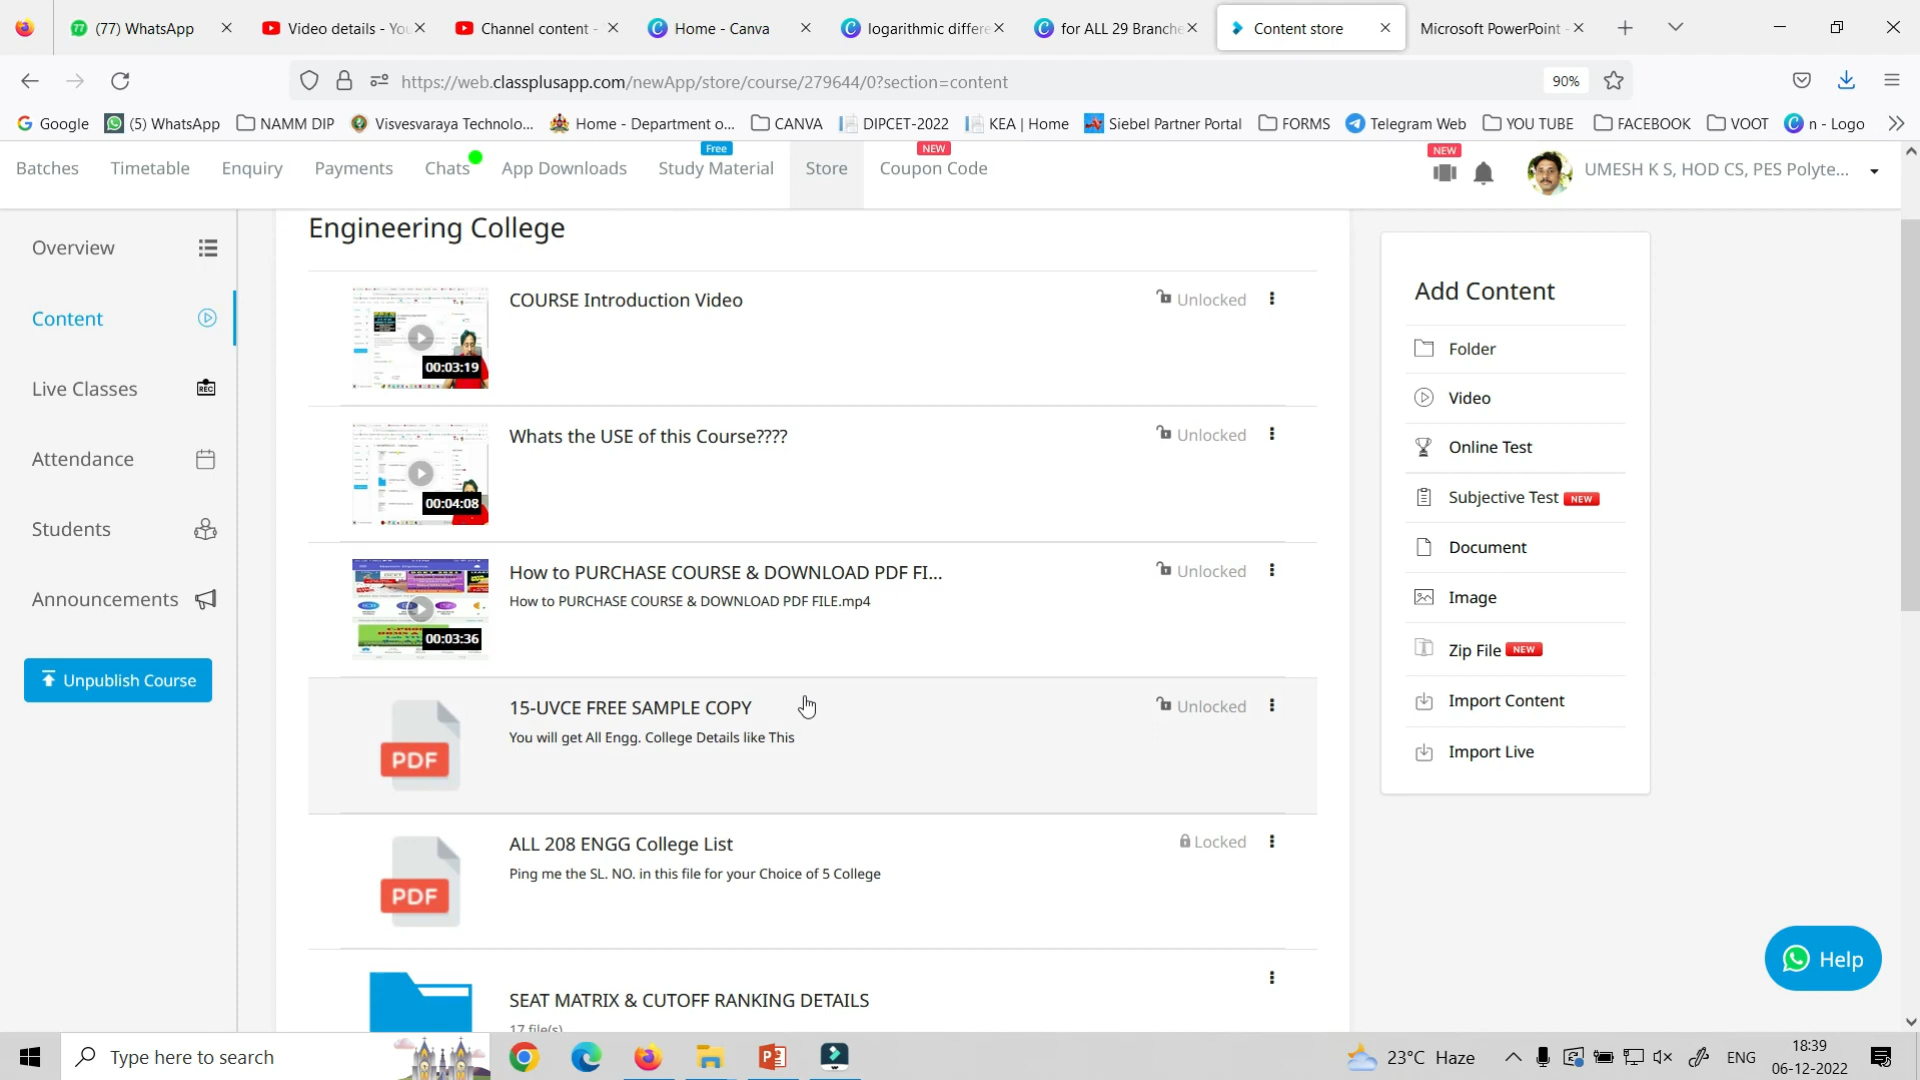 (77) WhatsApp
Video details - You
Channel content -
Home - Canva
logarithmic differe
for ALL 29 Branche
Content store
Microsoft PowerPoint -
https://web.classplusapp.com/newApp/store/course/279644/0?section=content
90%
Google
(5) WhatsApp
NAMM DIP
Visvesvaraya Technolo...
Home - Department o...
CANVA
DIPCET-2022
KEA | Home
Siebel Partner Portal
FORMS
Telegram Web
YOU TUBE
FACEBOOK
VOOT
n - Logo
Batches
Timetable
Enquiry
Payments
Chats
App Downloads
Free
Study Material
Store
NEW
Coupon Code
NEW
UMESH K S, HOD CS, PES Polyte...
Overview
Content
Live Classes
REC
Attendance
Students
Announcements
Unpublish Course
Engineering College
COURSE Introduction Video
Unlocked
00:03:19
Whats the USE of this Course????
Unlocked
00:04:08
How to PURCHASE COURSE & DOWNLOAD PDF FI...
Unlocked
How to PURCHASE COURSE & DOWNLOAD PDF FILE.mp4
00:03:36
15-UVCE FREE SAMPLE COPY
Unlocked
You will get All Engg. College Details like This
PDF
ALL 208 ENGG College List
Locked
Ping me the SL. NO. in this file for your Choice of 5 College
PDF
SEAT MATRIX & CUTOFF RANKING DETAILS
17 file(s)
Add Content
Folder
Video
Online Test
Subjective Test NEW
Document
Image
Zip File NEW
Import Content
Import Live
Help
Type here to search
23°C Haze
ENG
18:39
06-12-2022